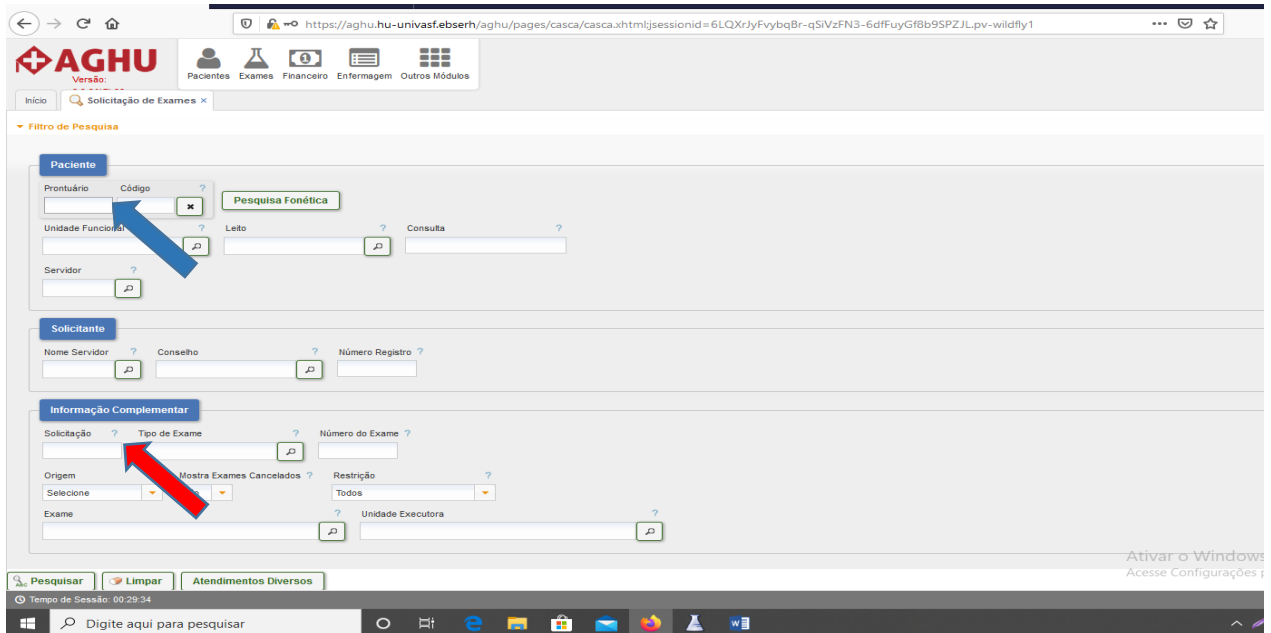 https://aghu.hu-univasf.ebserh/aghu/pages/casca/casca.xhtml;jsessionid=6LQXrJyFvybqBr-qSiVzFN3-6dfFuyGf8b9SPZJL.pv-wildfly1
AGHU
Versão:
Pacientes Exames Financeiro Enfermagem Outros Módulos
Início Solicitação de Exames ×
Filtro de Pesquisa
Paciente
Prontuário Código ?
Pesquisa Fonética
Unidade Funcional ? Leito ? Consulta ?
Servidor ?
Solicitante
Nome Servidor ? Conselho ? Número Registro ?
Informação Complementar
Solicitação ? Tipo de Exame ? Número do Exame ?
Origem Mostra Exames Cancelados ? Restrição ?
Selecione Todos
Exame ? Unidade Executora ?
Ativar o Windows
Acesse Configurações
Pesquisar Limpar Atendimentos Diversos
Tempo de Sessão: 00:29:34
Digite aqui para pesquisar